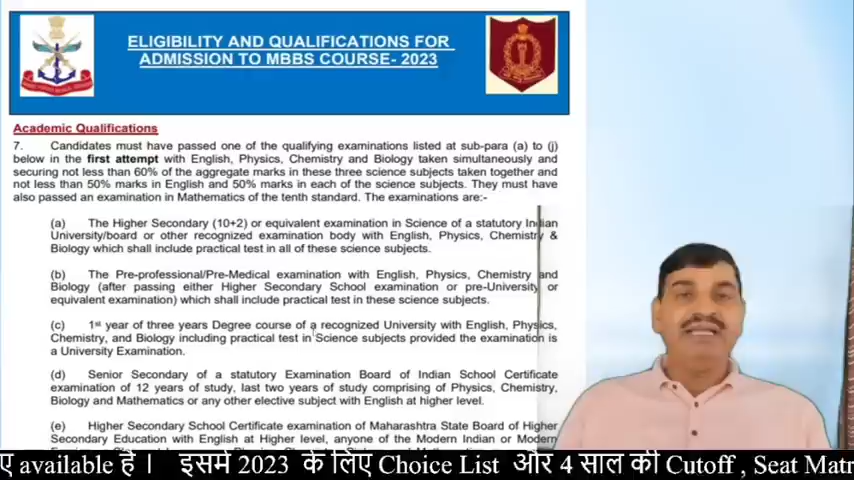 ELIGIBILITY AND QUALIFICATIONS FOR
ADMISSION TO MBBS COURSE- 2023
Academic Qualifications
7. Candidates must have passed one of the qualifying examinations listed at sub-para (a) to (j)
below in the first attempt with English, Physics, Chemistry and Biology taken simultaneously and
securing not less than 60% of the aggregate marks in these three science subjects taken together and
not less than 50% marks in English and 50% marks in each of the science subjects. They must have
also passed an examination in Mathematics of the tenth standard. The examinations are:-
(a) The Higher Secondary (10+2) or equivalent examination in Science of a statutory Indian
University/board or other recognized examination body with English, Physics, Chemistry &
Biology which shall include practical test in all of these science subjects.
(b) The Pre-professional/Pre-Medical examination with English, Physics, Chemistry and
Biology (after passing either Higher Secondary School examination or pre-University or
equivalent examination) which shall include practical test in these science subjects.
(c) 1st year of three years Degree course of a recognized University with English, Physics,
Chemistry, and Biology including practical test in Science subjects provided the examination is
a University Examination.
(d) Senior Secondary of a statutory Examination Board of Indian School Certificate
examination of 12 years of study, last two years of study comprising of Physics, Chemistry,
Biology and Mathematics or any other elective subject with English at higher level.
(e) Higher Secondary School Certificate examination of Maharashtra State Board of Higher
Secondary Education with English at Higher level, anyone of the Modern Indian or Modern
ए available है। इसमें 2023 के लिए Choice List और 4 साल की Cutoff , Seat Matr